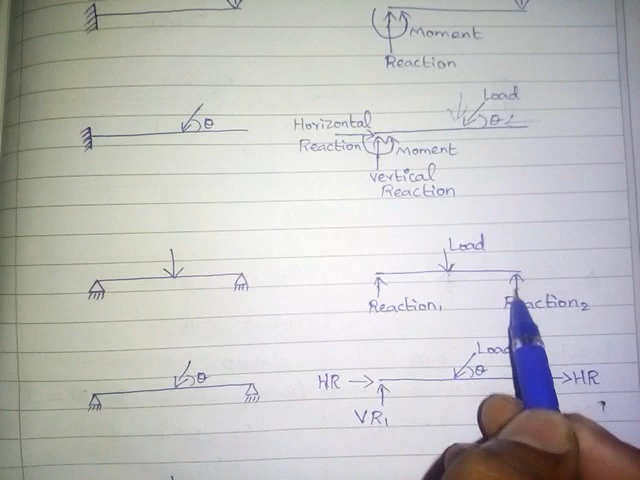 Moment
Reaction
θ
Horizontal
Reaction
Moment
Vertical
Reaction
Load
θ
Load
Reaction₁
Reaction₂
θ
HR
VR₁
Load
θ
HR